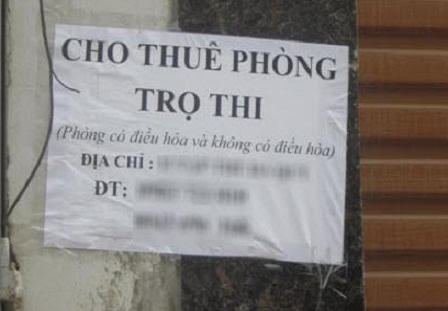 CHO THUÊ PHÒNG
TRỌ THI
(Phòng có điều hòa và không có điều hòa)
ĐỊA CHỈ :
ĐT: